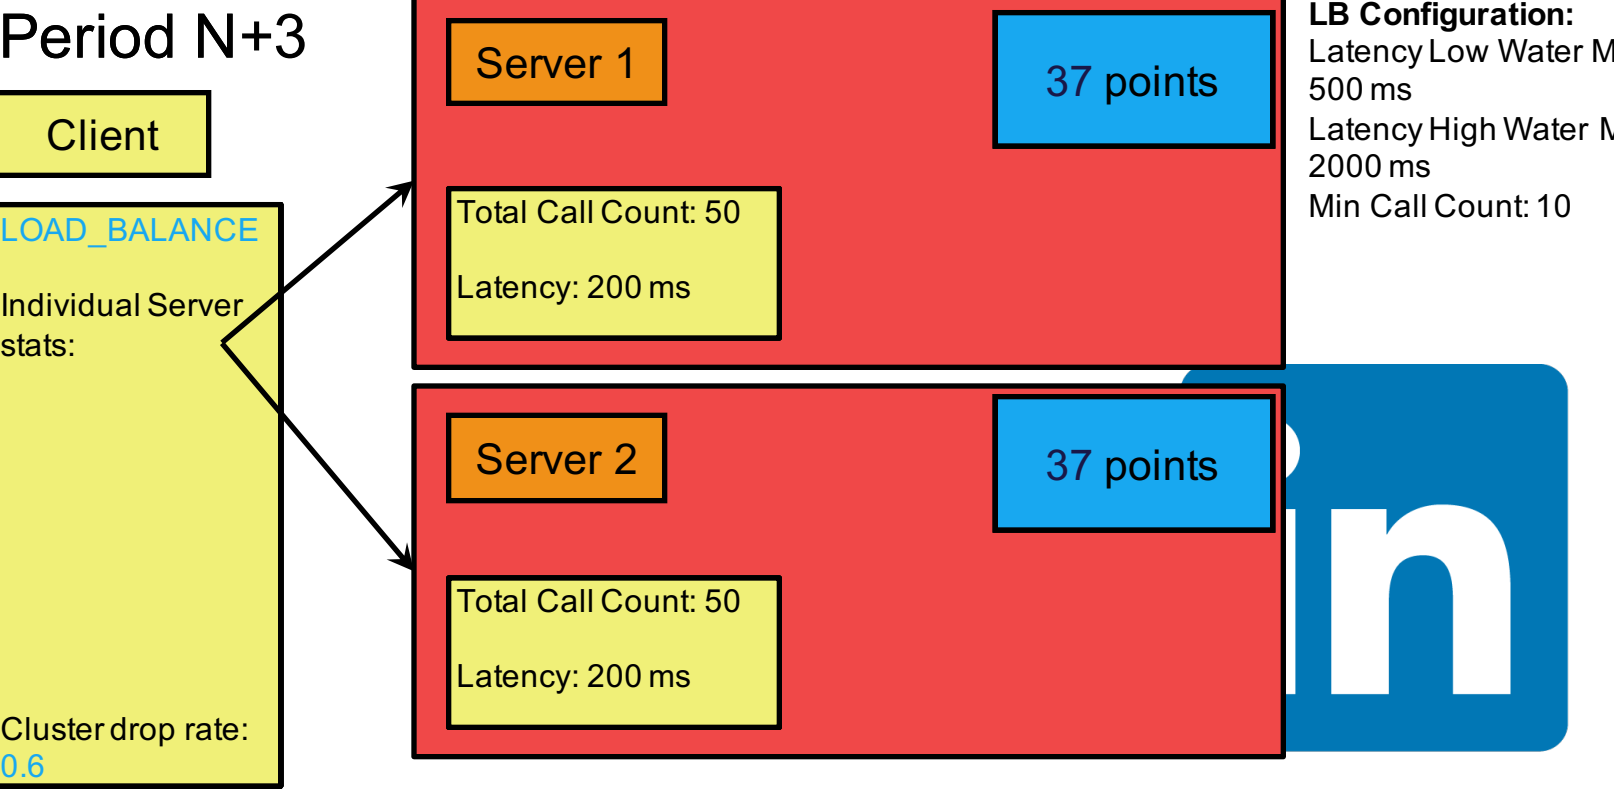 Period N+3
Client
LOAD_BALANCE
Individual Server
stats:
Cluster drop rate:
0.6
Server 1
37 points
Total Call Count: 50
Latency: 200 ms
Server 2
37 points
Total Call Count: 50
Latency: 200 ms
LB Configuration:
Latency Low Water
500 ms
Latency High Water
2000 ms
Min Call Count: 10
in